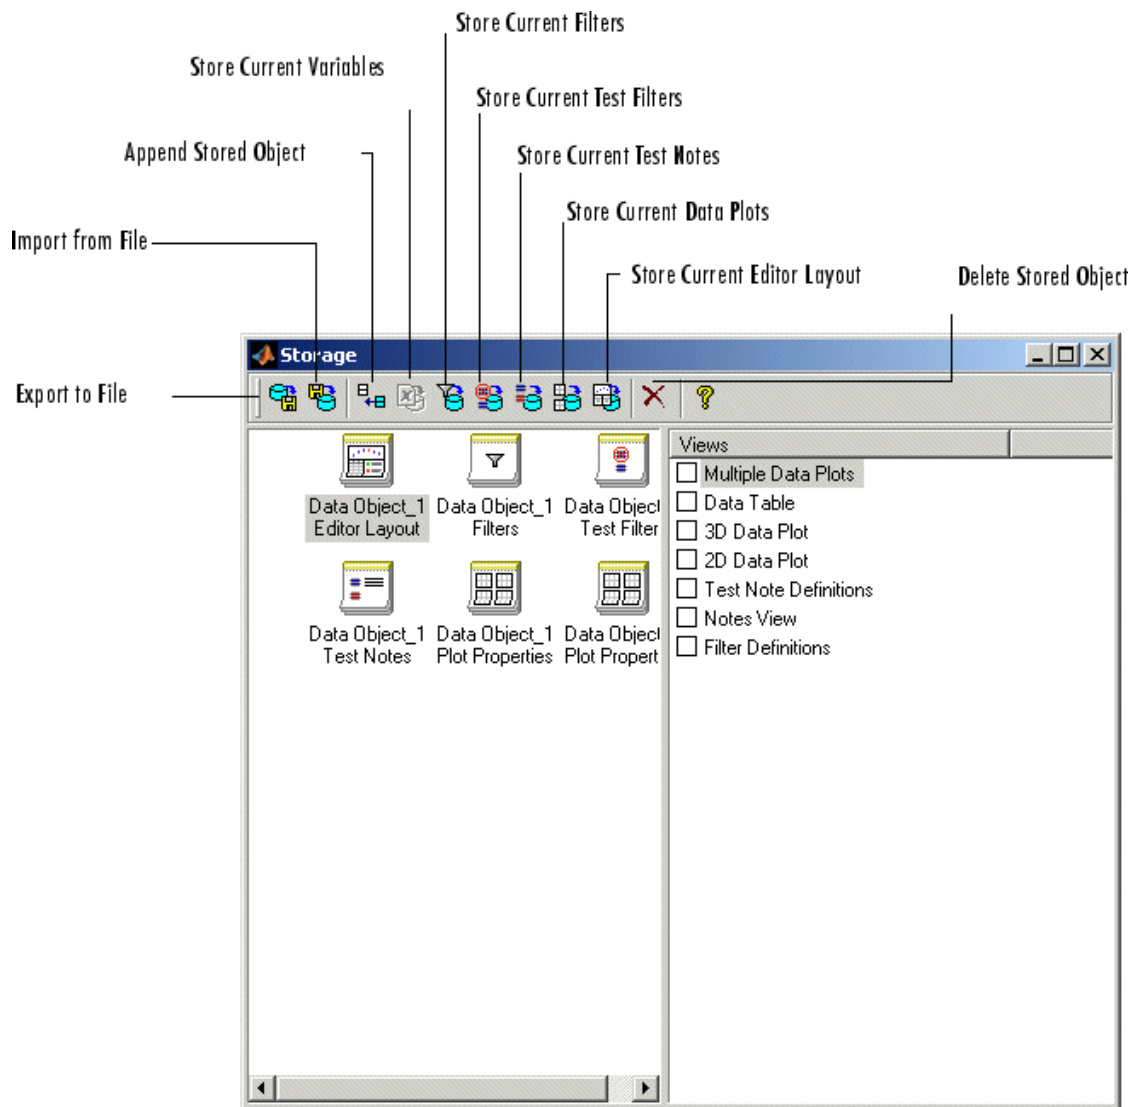 Store Current Filters
Store Current Variables
Store Current Test Filters
Append Stored Object
Store Current Test Notes
Store Current Data Plots
Import from File
Store Current Editor Layout
Delete Stored Object
Storage
Export to File
?
Views
Multiple Data Plots
Data Table
3D Data Plot
2D Data Plot
Test Note Definitions
Notes View
Filter Definitions
Data Object_1
Editor Layout
Data Object_1
Filters
Data Object
Test Filter
Data Object_1
Test Notes
Data Object_1
Plot Properties
Data Object
Plot Propert